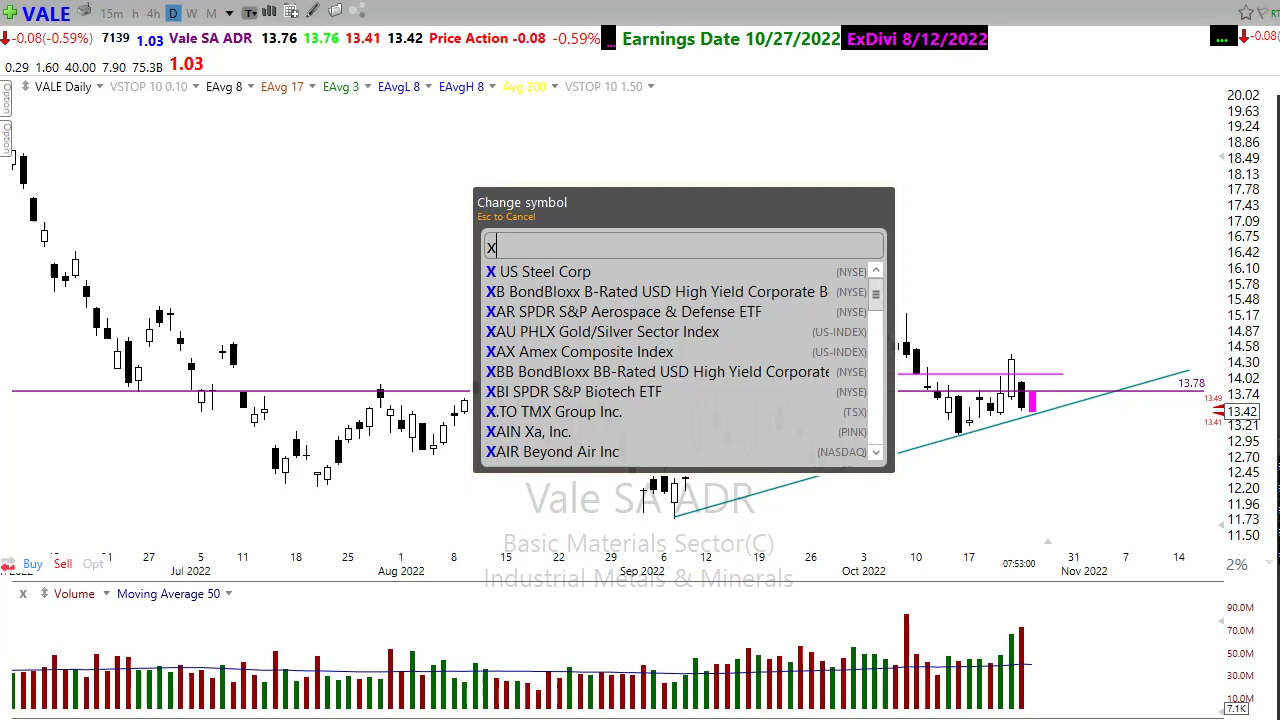 VALE 15m h 4h D W M T
-0.08(-0.59%) 7139 1.03 Vale SA ADR 13.76 13.76 13.41 13.42 Price Action -0.08 -0.59% ... Earnings Date 10/27/2022 ExDivi 8/12/2022 ... -0.08(
0.29 1.60 40.00 7.90 75.3B 1.03
VALE Daily VSTOP 10 0.10 EAvg 8 EAvg 17 EAvg 3 EAvgL 8 EAvgH 8 Avg 200 VSTOP 10 1.50
Option
Option
Change symbol
Esc to Cancel
x
X US Steel Corp (NYSE)
XB BondBloxx B-Rated USD High Yield Corporate B (NYSE)
XAR SPDR S&P Aerospace & Defense ETF (NYSE)
XAU PHLX Gold/Silver Sector Index (US-INDEX)
XAX Amex Composite Index (US-INDEX)
XBB BondBloxx BB-Rated USD High Yield Corporate (NYSE)
XBI SPDR S&P Biotech ETF (NYSE)
X.TO TMX Group Inc. (TSX)
XAIN Xa, Inc. (PINK)
XAIR Beyond Air Inc (NASDAQ)
20.02
19.63
19.24
18.86
18.49
18.13
17.78
17.43
17.09
16.75
16.42
16.10
15.78
15.48
15.17
14.87
14.58
14.30
14.02
13.78
13.74
13.49
13.42
13.41
13.21
12.95
12.70
12.45
12.20
11.96
11.73
11.50
Vale SA ADR
Basic Materials Sector(C)
Industrial Metals & Minerals
27 5 11 18 25 1 8 15 22 29 6 12 19 26 3 10 17 07:53:00 31 7 14
Buy Sell Opt
Jul 2022 Aug 2022 Sep 2022 Oct 2022 Nov 2022
2%
X Volume Moving Average 50
90.0M
70.0M
50.0M
30.0M
10.0M
7.1K